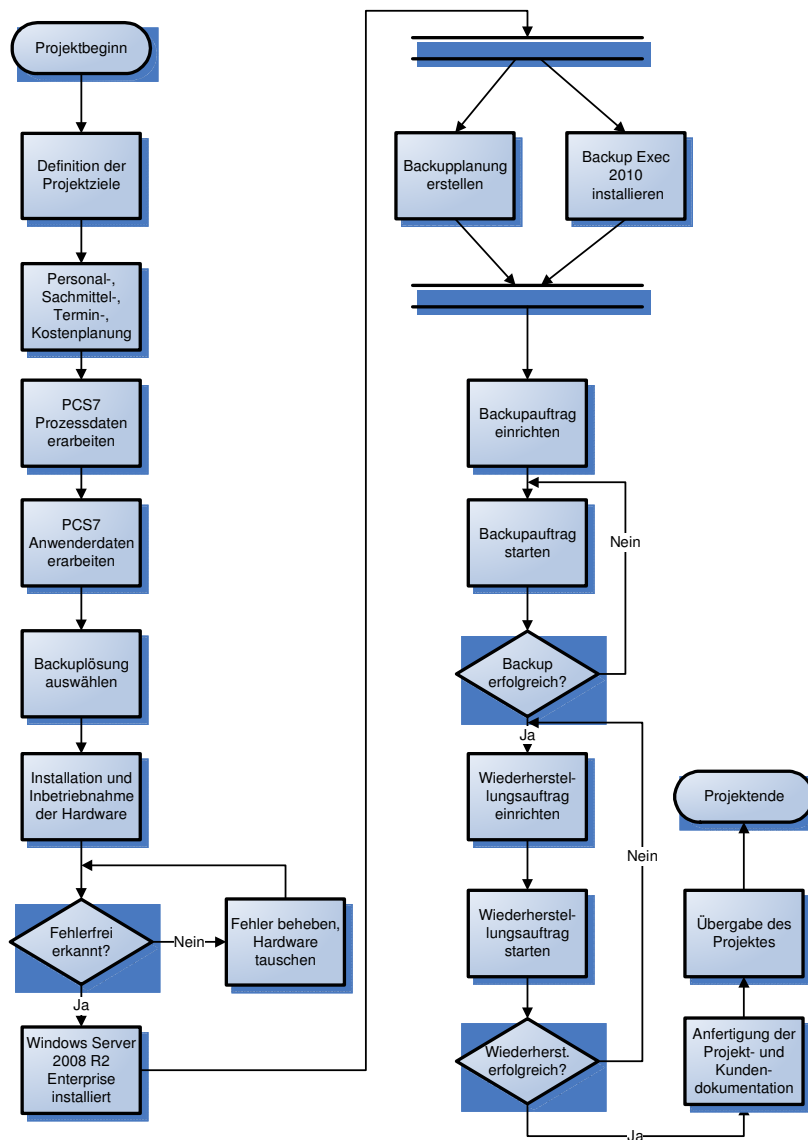 Projektbeginn
Definition der
Projektziele
Personal-,
Sachmittel-,
Termin-,
Kostenplanung
PCS7
Prozessdaten
erarbeiten
PCS7
Anwenderdaten
erarbeiten
Backuplösung
auswählen
Installation und
Inbetriebnahme
der Hardware
Fehlerfrei
erkannt?
Nein
Fehler beheben,
Hardware
tauschen
Ja
Windows Server
2008 R2
Enterprise
installiert
Backupplanung
erstellen
Backup Exec
2010
installieren
Backupauftrag
einrichten
Backupauftrag
starten
Nein
Backup
erfolgreich?
Ja
Wiederherstel-
lungsauftrag
einrichten
Nein
Wiederherstel-
lungsauftrag
starten
Wiederherst.
erfolgreich?
Ja
Anfertigung der
Projekt- und
Kunden-
dokumentation
Übergabe des
Projektes
Projektende